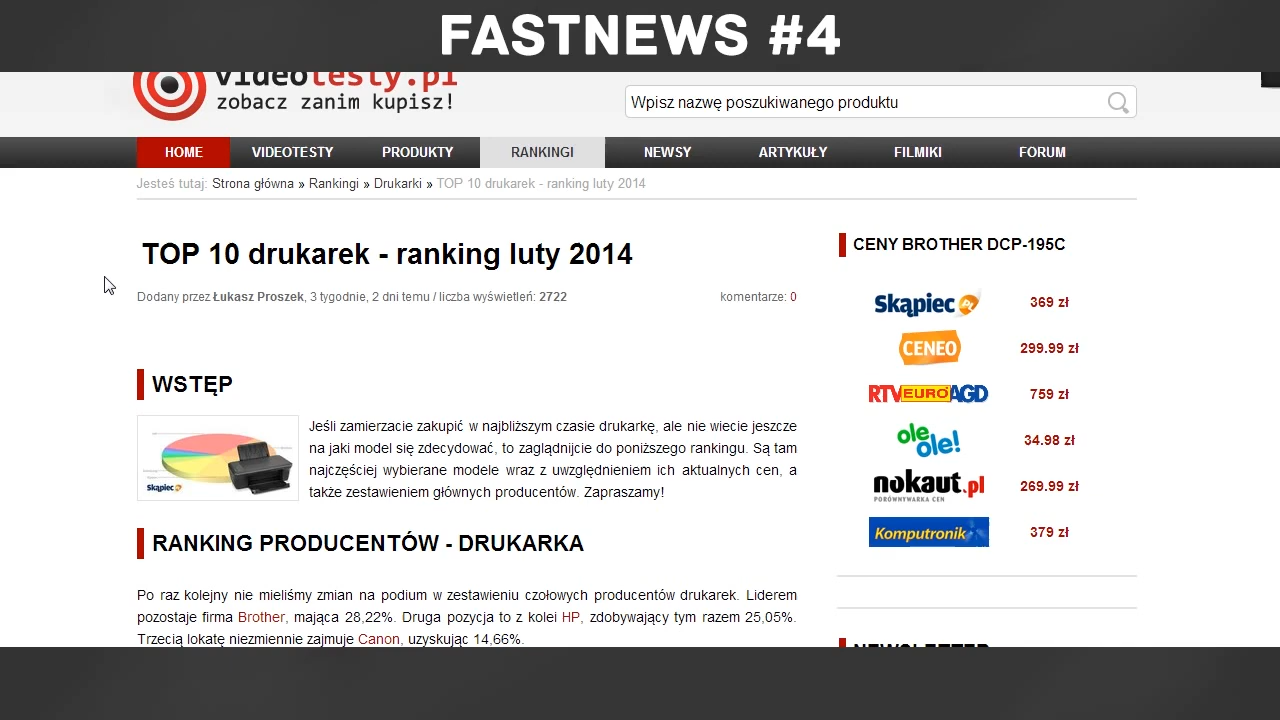 FASTNEWS #4
videotesty.pl
zobacz zanim kupisz!
Wpisz nazwę poszukiwanego produktu
HOME VIDEOTESTY PRODUKTY RANKINGI NEWSY ARTYKUŁY FILMIKI FORUM
Jesteś tutaj: Strona główna » Rankingi » Drukarki » TOP 10 drukarek - ranking luty 2014
TOP 10 drukarek - ranking luty 2014
Dodany przez Łukasz Proszek, 3 tygodnie, 2 dni temu / liczba wyświetleń: 2722
komentarze: 0
WSTĘP
Skąpiec
Jeśli zamierzacie zakupić w najbliższym czasie drukarkę, ale nie wiecie jeszcze
na jaki model się zdecydować, to zaglądnijcie do poniższego rankingu. Są tam
najczęściej wybierane modele wraz z uwzględnieniem ich aktualnych cen, a
także zestawieniem głównych producentów. Zapraszamy!
RANKING PRODUCENTÓW - DRUKARKA
Po raz kolejny nie mieliśmy zmian na podium w zestawieniu czołowych producentów drukarek. Liderem
pozostaje firma Brother, mająca 28,22%. Druga pozycja to z kolei HP, zdobywający tym razem 25,05%.
Trzecią lokatę niezmiennie zajmuje Canon, uzyskując 14,66%.
CENY BROTHER DCP-195C
Skąpiec PL 369 zł
CENEO 299.99 zł
RTV EURO AGD 759 zł
ole ole! 34.98 zł
nokaut.pl 269.99 zł
PORÓWNYWARKA CEN
Komputronik 379 zł
NEWSLETTER